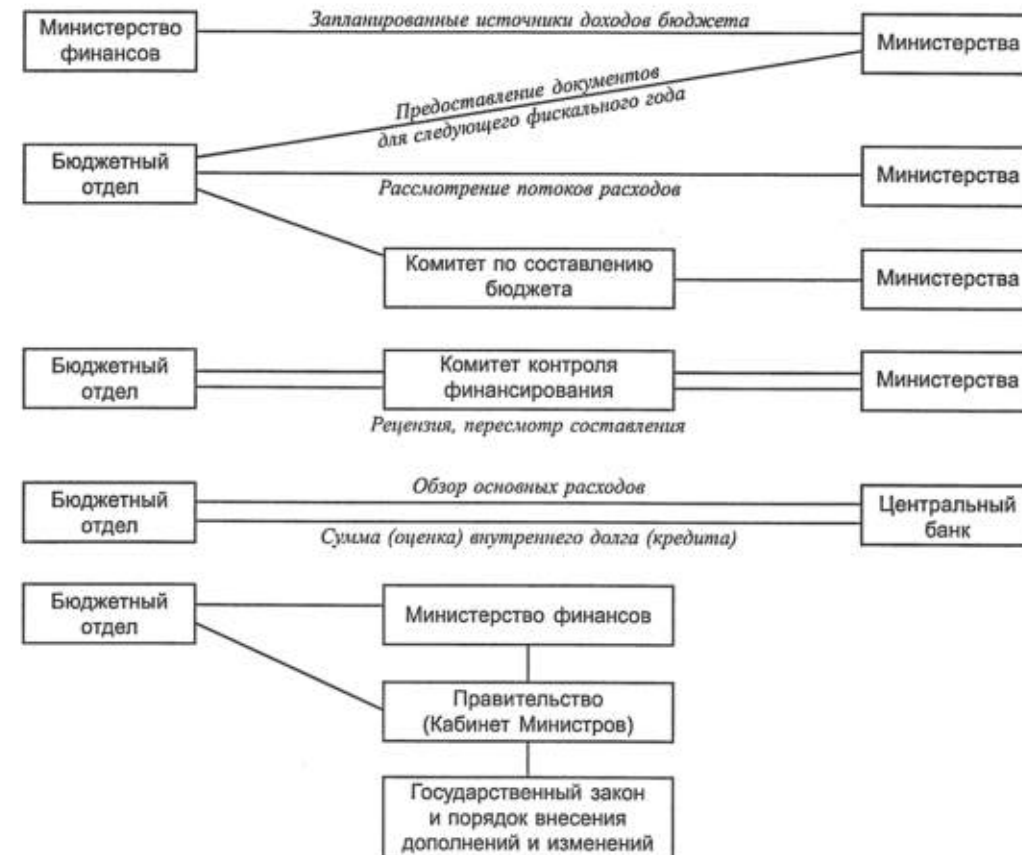 Министерство
финансов
Запланированные источники доходов бюджета
Министерства
Предоставление документов
для следующего фискального года
Бюджетный
отдел
Рассмотрение потоков расходов
Министерства
Комитет по составлению
бюджета
Министерства
Бюджетный
отдел
Комитет контроля
финансирования
Министерства
Рецензия, пересмотр составления
Бюджетный
отдел
Обзор основных расходов
Сумма (оценка) внутреннего долга (кредита)
Центральный
банк
Бюджетный
отдел
Министерство финансов
Правительство
(Кабинет Министров)
Государственный закон
и порядок внесения
дополнений и изменений